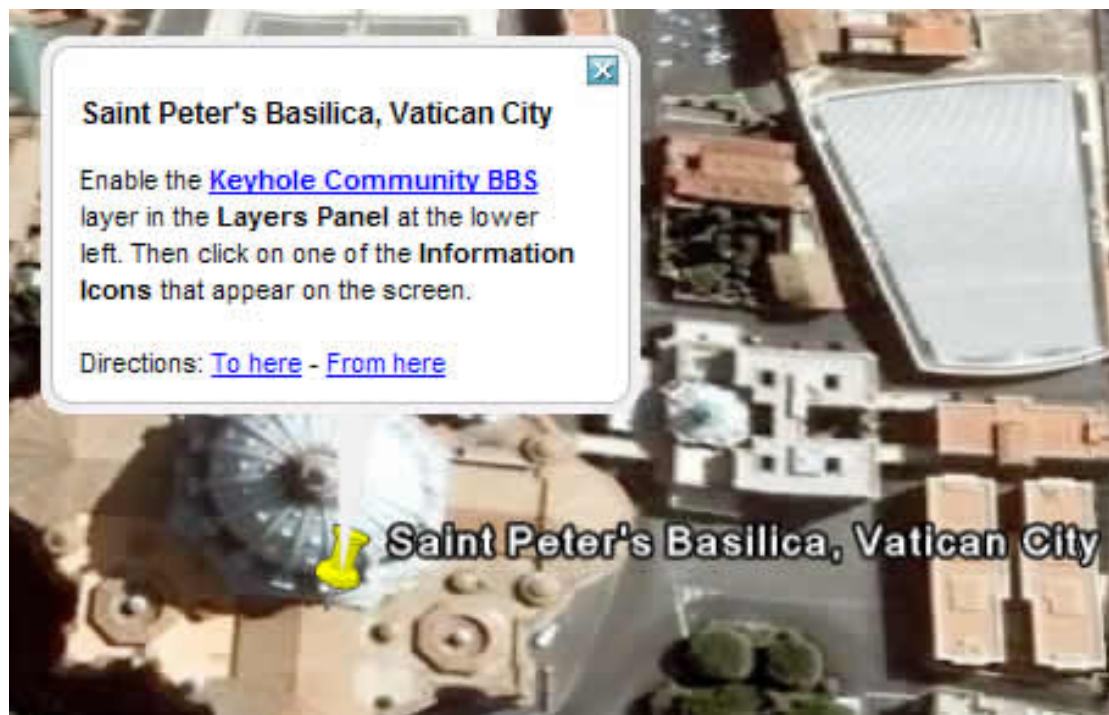 Saint Peter's Basilica, Vatican City
Enable the Keyhole Community BBS
layer in the Layers Panel at the lower
left. Then click on one of the Information
Icons that appear on the screen.
Directions: To here - From here
Saint Peter's Basilica, Vatican City